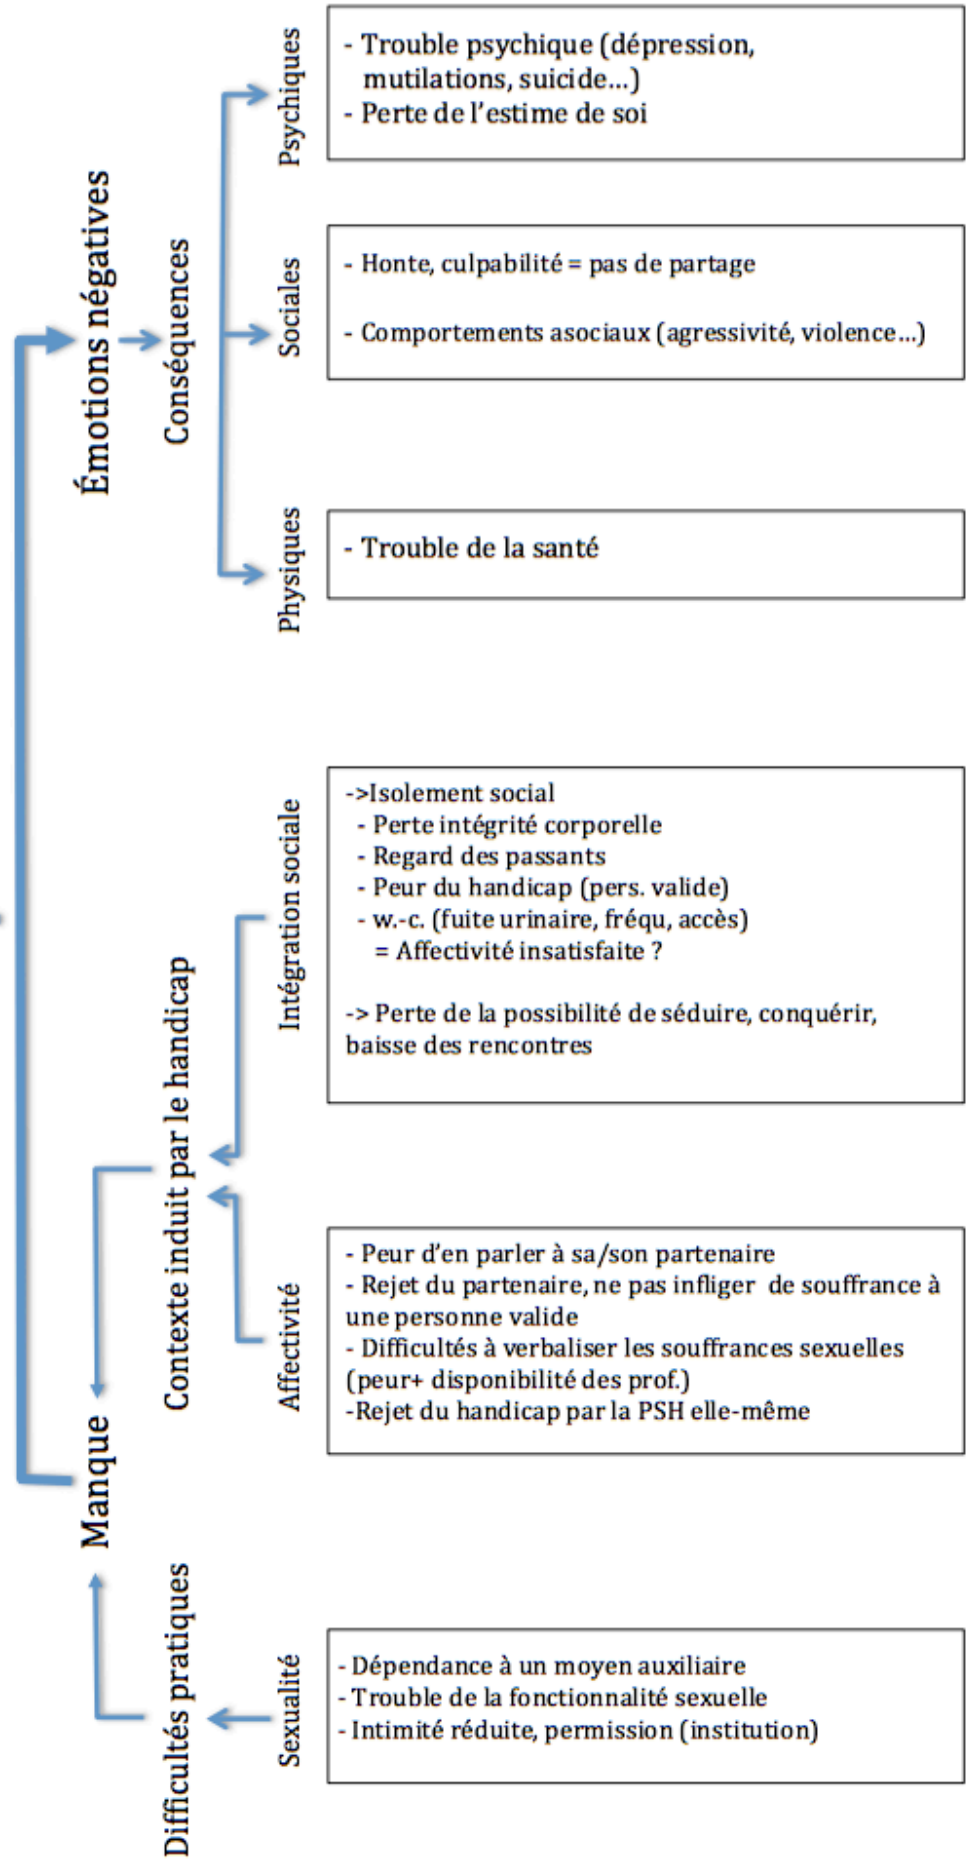 Émotions négatives
Conséquences
Psychiques
- Trouble psychique (dépression,
mutilations, suicide...)
- Perte de l'estime de soi
Sociales
- Honte, culpabilité = pas de partage
- Comportements asociaux (agressivité, violence...)
Physiques
- Trouble de la santé
Manque
Contexte induit par le handicap
Intégration sociale
->Isolement social
- Perte intégrité corporelle
- Regard des passants
- Peur du handicap (pers. valide)
- w.-c. (fuite urinaire, fréqu, accès)
= Affectivité insatisfaite ?
-> Perte de la possibilité de séduire, conquérir,
baisse des rencontres
Affectivité
- Peur d'en parler à sa/son partenaire
- Rejet du partenaire, ne pas infliger de souffrance à
une personne valide
- Difficultés à verbaliser les souffrances sexuelles
(peur+ disponibilité des prof.)
-Rejet du handicap par la PSH elle-même
Difficultés pratiques
Sexualité
- Dépendance à un moyen auxiliaire
- Trouble de la fonctionnalité sexuelle
- Intimité réduite, permission (institution)